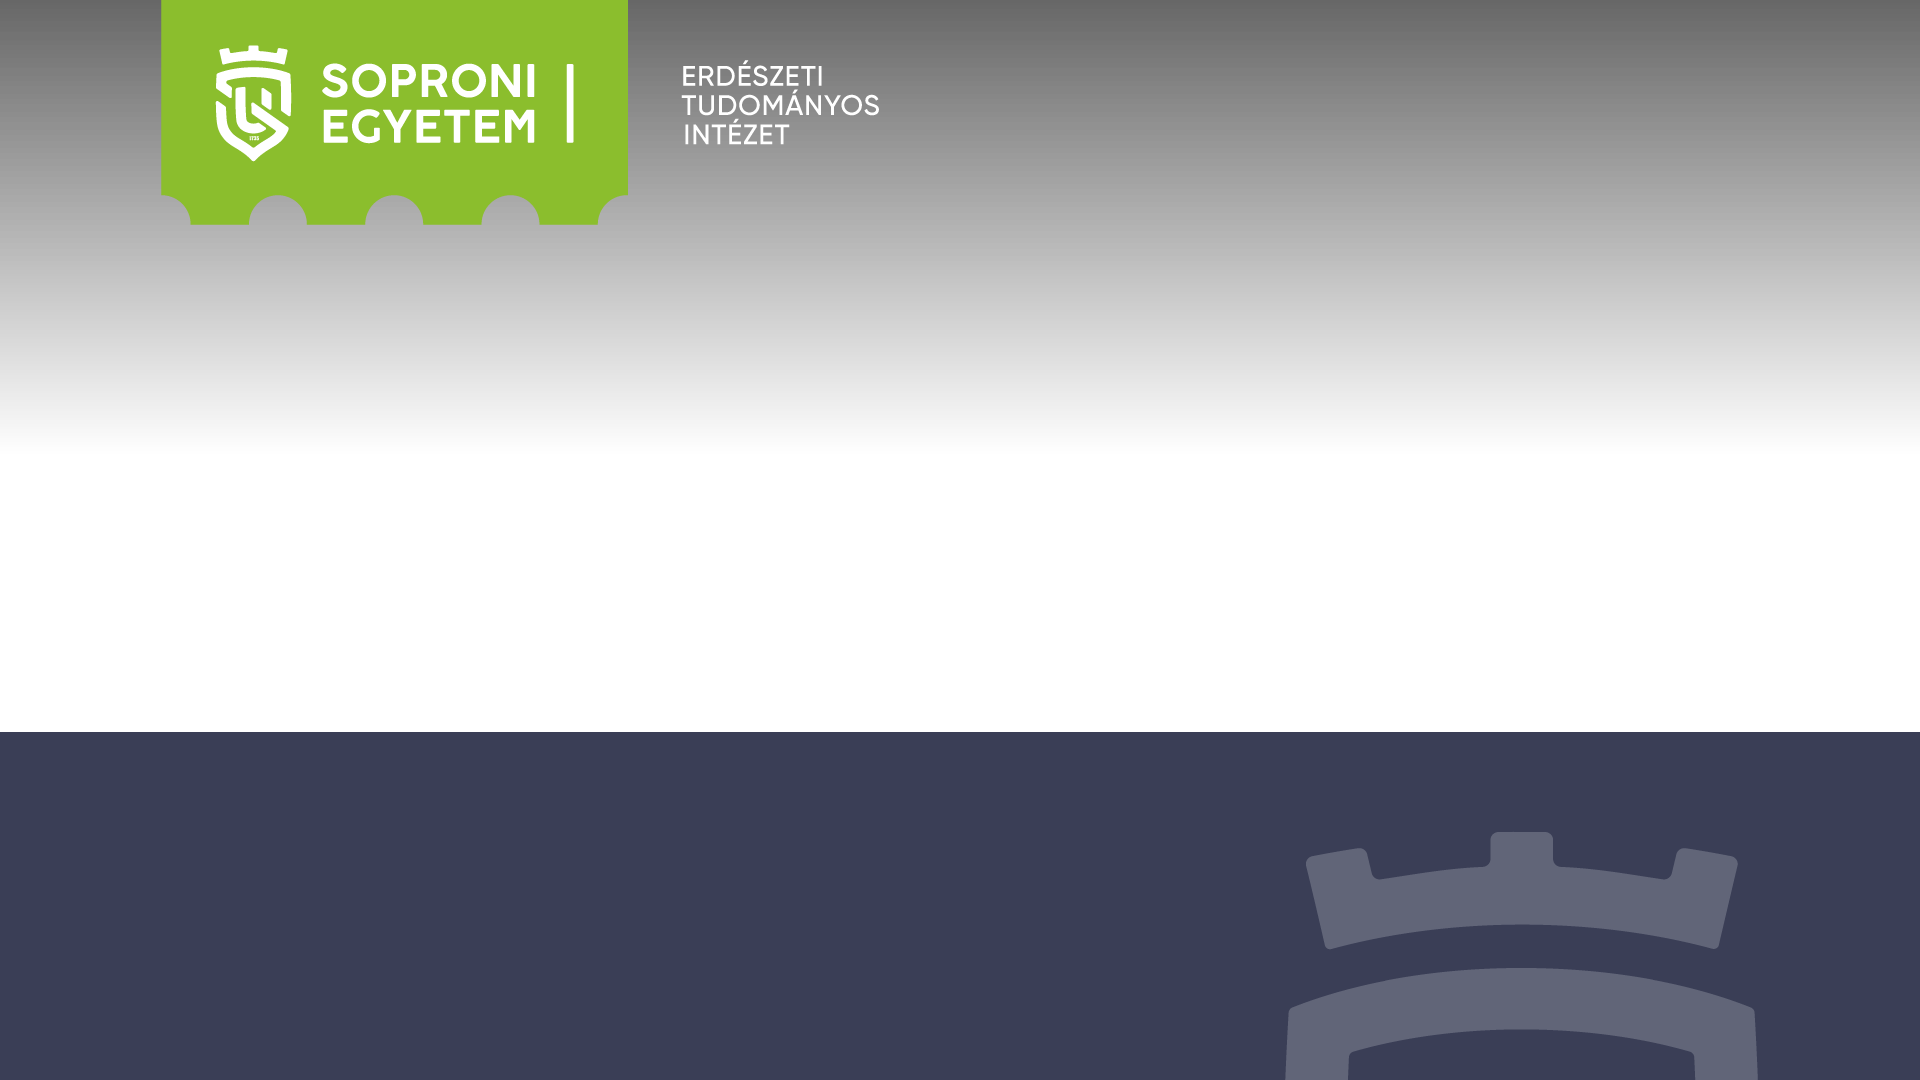 SOPRONI
EGYETEM
ERDÉSZETI
TUDOMÁNYOS
INTÉZET